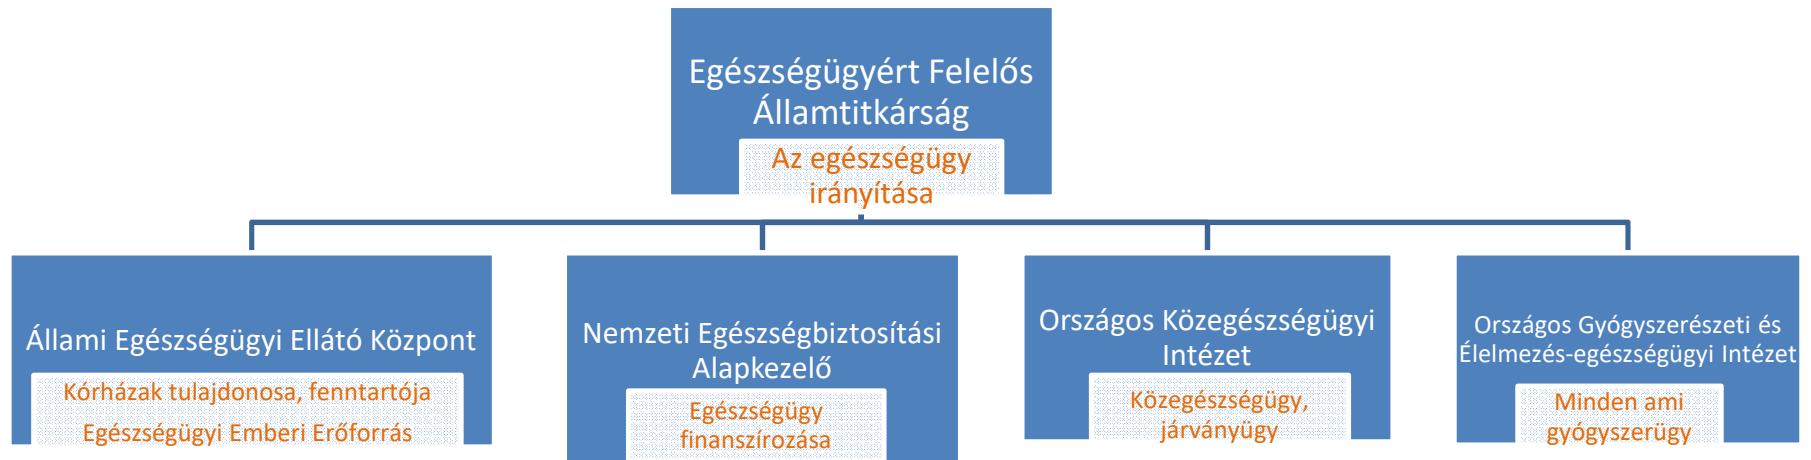 Egészségügyért Felelős
Államtitkárság
Az egészségügy
irányítása
Állami Egészségügyi Ellátó Központ
Kórházak tulajdonosa, fenntartója
Egészségügyi Emberi Erőforrás
Nemzeti Egészségbiztosítási
Alapkezelő
Egészségügy
finanszírozása
Országos Közegészségügyi
Intézet
Közegészségügy,
járványügy
Országos Gyógyszerészeti és
Élelmezés-egészségügyi Intézet
Minden ami
gyógyszerügy